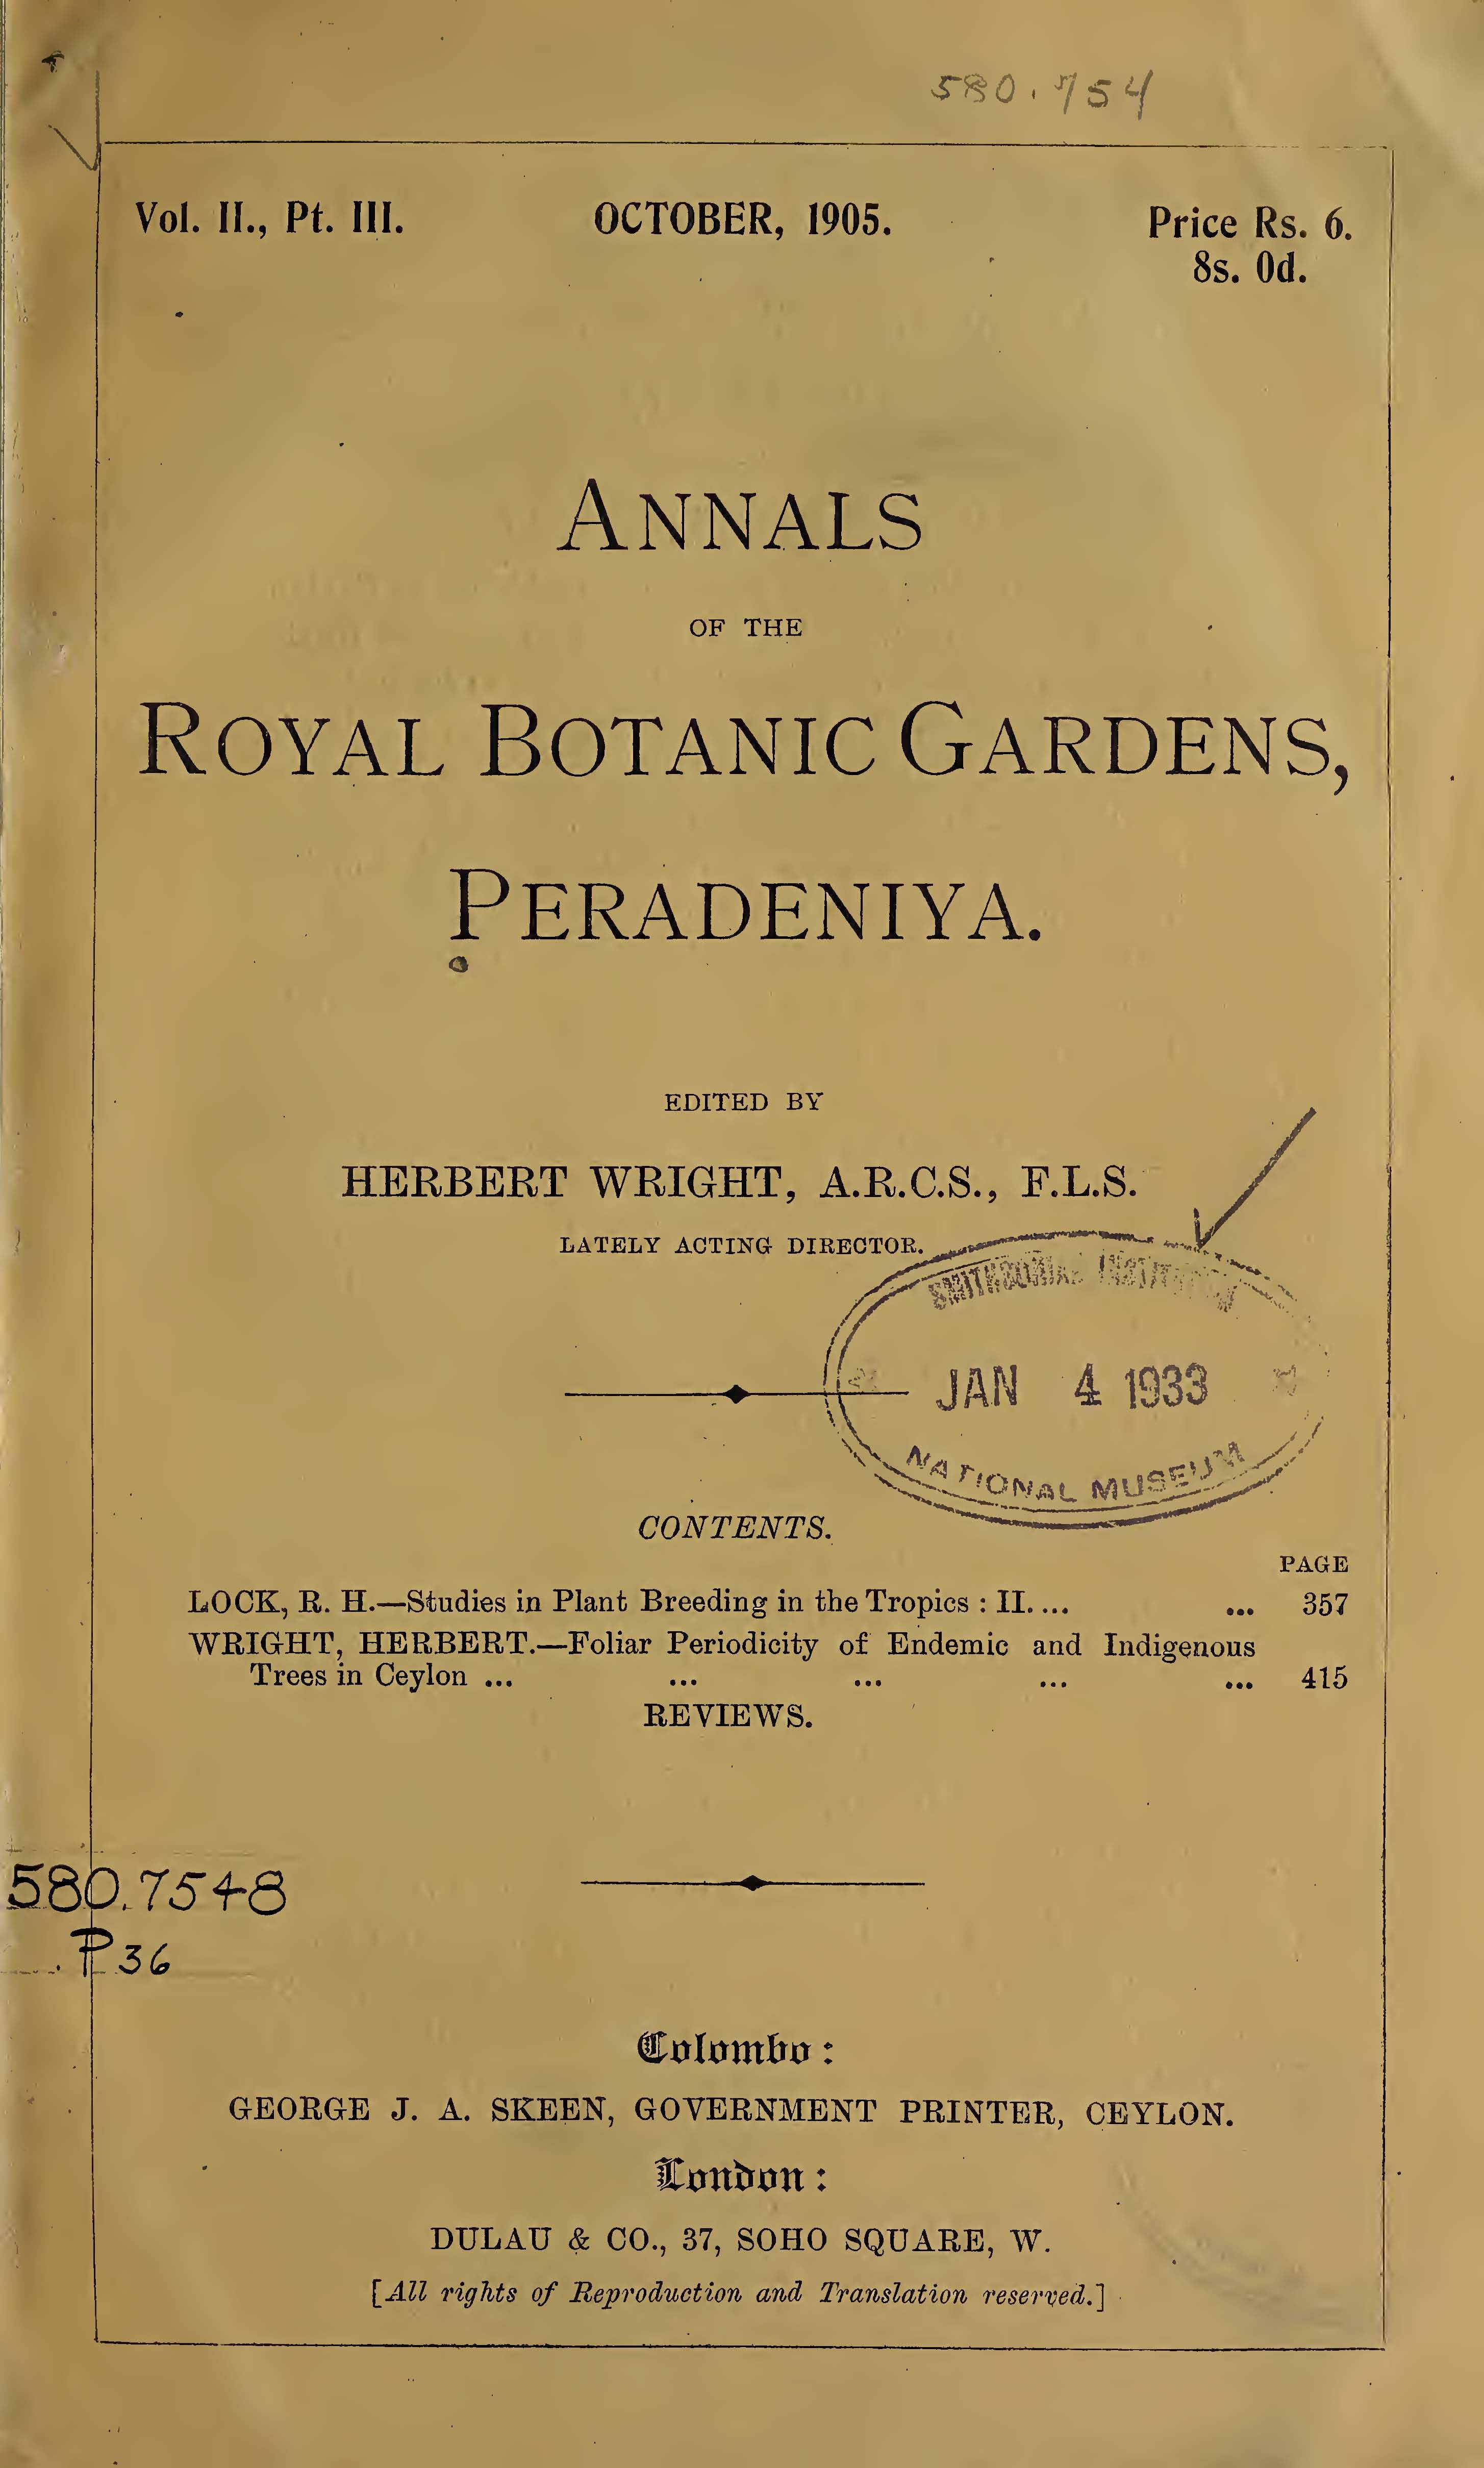 580.754
Vol. II., Pt. III. OCTOBER, 1905. Price Rs. 6.
8s. 0d.
ANNALS
OF THE
ROYAL BOTANIC GARDENS,
PERADENIYA.
EDITED BY
HERBERT WRIGHT, A.R.C.S., F.L.S.
LATELY ACTING DIRECTOR.
SMITHSONIAN INSTITUTION
JAN 4 1933
NATIONAL MUSEUM
CONTENTS.
PAGE
LOCK, R. H.—Studies in Plant Breeding in the Tropics : II. ... ... 357
WRIGHT, HERBERT.—Foliar Periodicity of Endemic and Indigenous
Trees in Ceylon ... ... ... ... ... 415
REVIEWS.
580.7548
.P36
Colombo :
GEORGE J. A. SKEEN, GOVERNMENT PRINTER, CEYLON.
London :
DULAU & CO., 37, SOHO SQUARE, W.
[All rights of Reproduction and Translation reserved.]